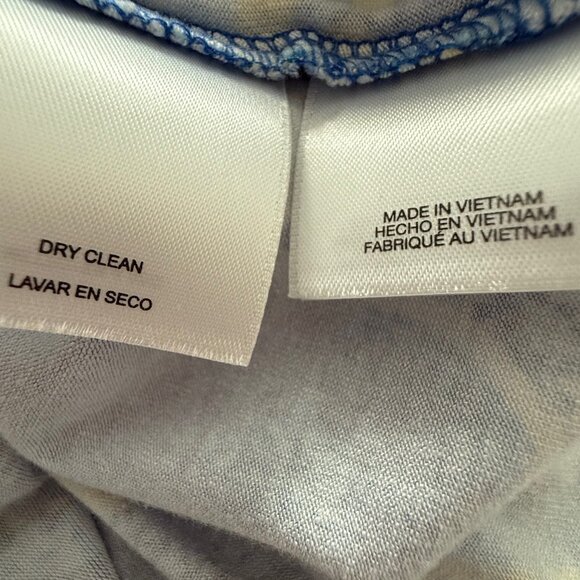 DRY CLEAN
LAVAR EN SECO
MADE IN VIETNAM
HECHO EN VIETNAM
FABRIQUÉ AU VIETNAM